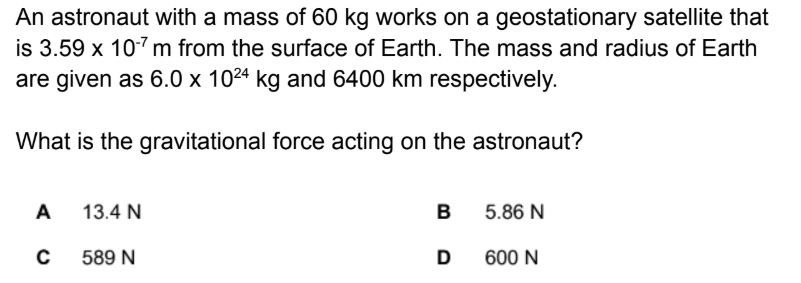 An astronaut with a mass of 60 kg works on a geostationary satellite that
is 3.59 x 10⁻⁷ m from the surface of Earth. The mass and radius of Earth
are given as 6.0 x 10²⁴ kg and 6400 km respectively.
What is the gravitational force acting on the astronaut?
A 13.4 N B 5.86 N
C 589 N D 600 N